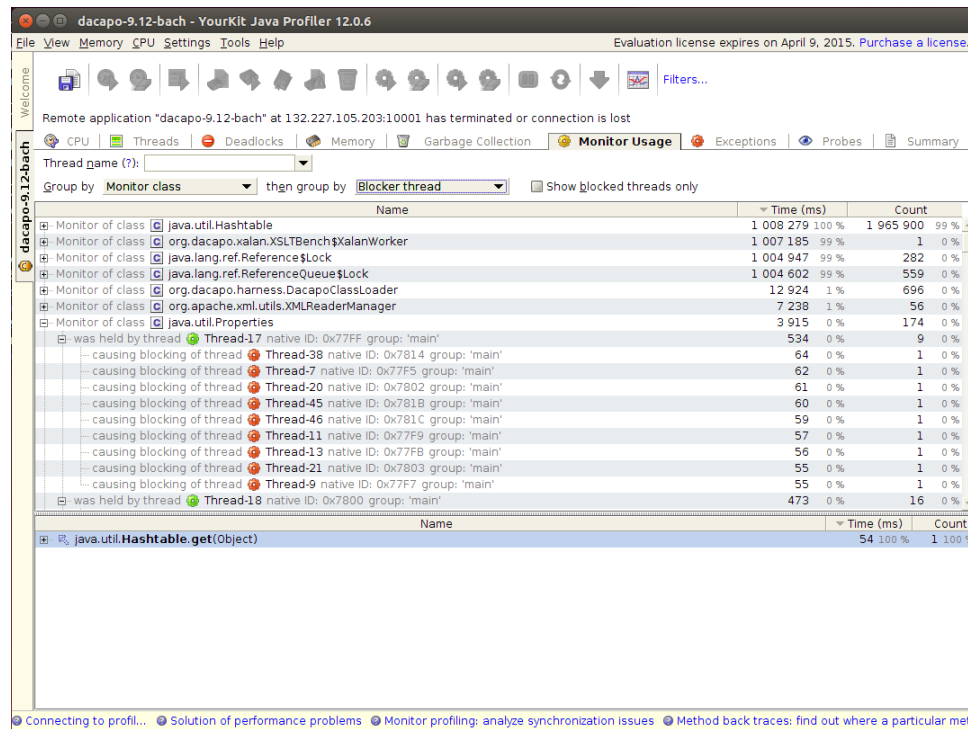 dacapo-9.12-bach - YourKit Java Profiler 12.0.6
File View Memory CPU Settings Tools Help Evaluation license expires on April 9, 2015. Purchase a license.
Welcome
dacapo-9.12-bach
Filters...
Remote application "dacapo-9.12-bach" at 132.227.105.203:10001 has terminated or connection is lost
CPU Threads Deadlocks Memory Garbage Collection Monitor Usage Exceptions Probes Summary
Thread name (?):
Group by Monitor class then group by Blocker thread Show blocked threads only
Name Time (ms) Count
Monitor of class java.util.Hashtable 1 008 279 100 % 1 965 900 99 %
Monitor of class org.dacapo.xalan.XSLTBench$XalanWorker 1 007 185 99 % 1 0 %
Monitor of class java.lang.ref.Reference$Lock 1 004 947 99 % 282 0 %
Monitor of class java.lang.ref.ReferenceQueue$Lock 1 004 602 99 % 559 0 %
Monitor of class org.dacapo.harness.DacapoClassLoader 12 924 1 % 696 0 %
Monitor of class org.apache.xml.utils.XMLReaderManager 7 238 1 % 56 0 %
Monitor of class java.util.Properties 3 915 0 % 174 0 %
was held by thread Thread-17 native ID: 0x77FF group: 'main' 534 0 % 9 0 %
causing blocking of thread Thread-38 native ID: 0x7814 group: 'main' 64 0 % 1 0 %
causing blocking of thread Thread-7 native ID: 0x77F5 group: 'main' 62 0 % 1 0 %
causing blocking of thread Thread-20 native ID: 0x7802 group: 'main' 61 0 % 1 0 %
causing blocking of thread Thread-45 native ID: 0x781B group: 'main' 60 0 % 1 0 %
causing blocking of thread Thread-46 native ID: 0x781C group: 'main' 59 0 % 1 0 %
causing blocking of thread Thread-11 native ID: 0x77F9 group: 'main' 57 0 % 1 0 %
causing blocking of thread Thread-13 native ID: 0x77FB group: 'main' 56 0 % 1 0 %
causing blocking of thread Thread-21 native ID: 0x7803 group: 'main' 55 0 % 1 0 %
causing blocking of thread Thread-9 native ID: 0x77F7 group: 'main' 55 0 % 1 0 %
was held by thread Thread-18 native ID: 0x7800 group: 'main' 473 0 % 16 0 %
Name Time (ms) Count
java.util.Hashtable.get(Object) 54 100 % 1 100 %
Connecting to profil... Solution of performance problems Monitor profiling: analyze synchronization issues Method back traces: find out where a particular met